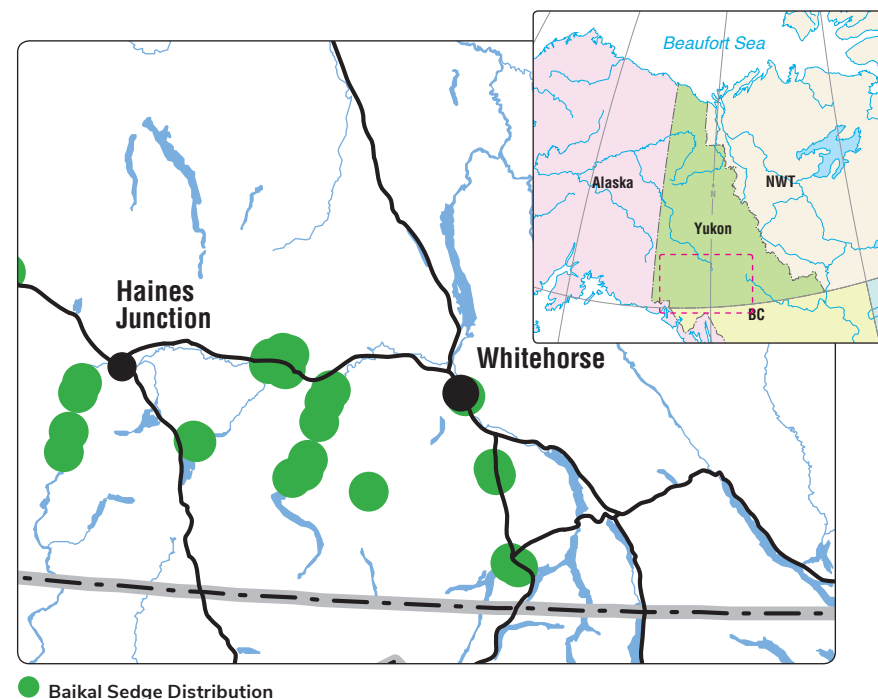 Beaufort Sea
Alaska
NWT
N
Yukon
BC
Haines
Junction
Whitehorse
Baikal Sedge Distribution